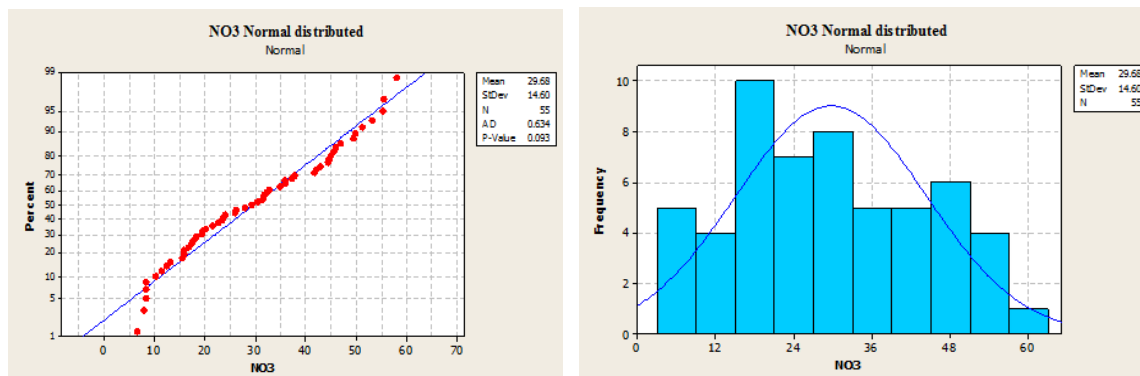 NO3 Normal distributed
Normal
99
95
90
80
70
60
50
40
30
20
10
5
1
Percent
0 10 20 30 40 50 60 70
NO3
Mean 29.68
StDev 14.60
N 55
AD 0.634
P-Value 0.093
NO3 Normal distributed
Normal
10
8
6
4
2
0
Frequency
0 12 24 36 48 60
NO3
Mean 29.68
StDev 14.60
N 55